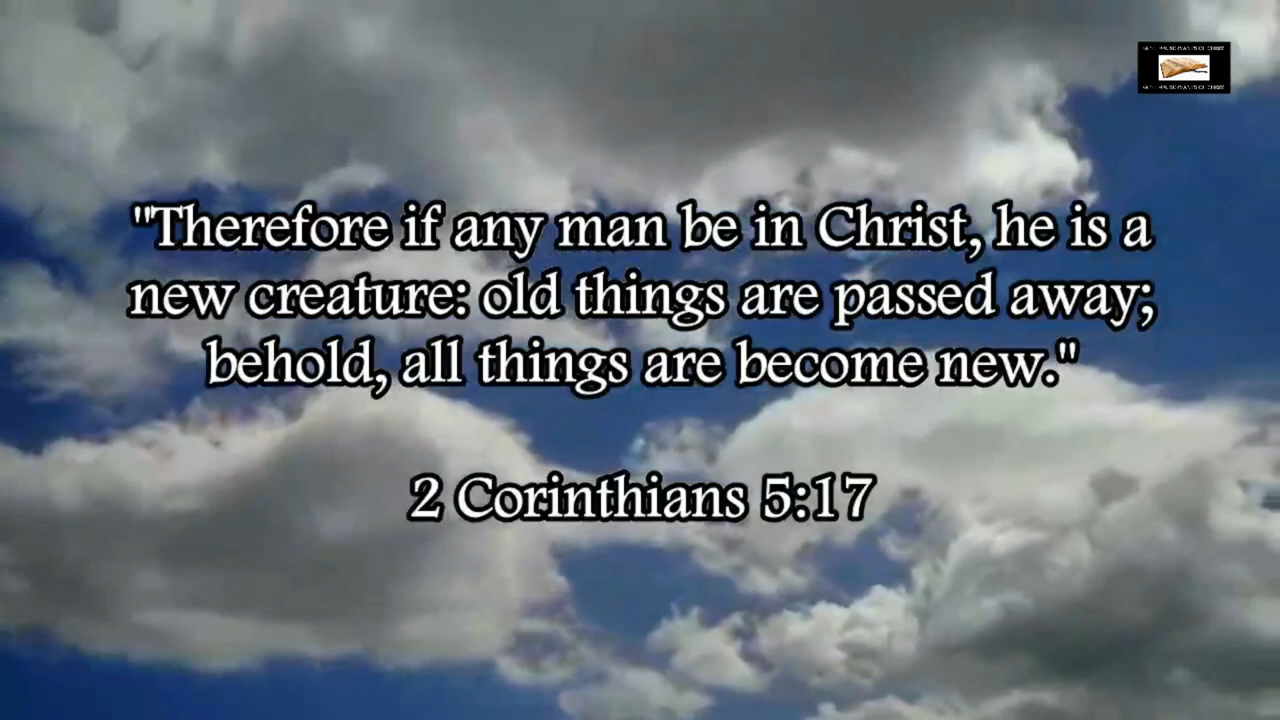 "Therefore if any man be in Christ, he is a
new creature: old things are passed away;
behold, all things are become new."
2 Corinthians 5:17